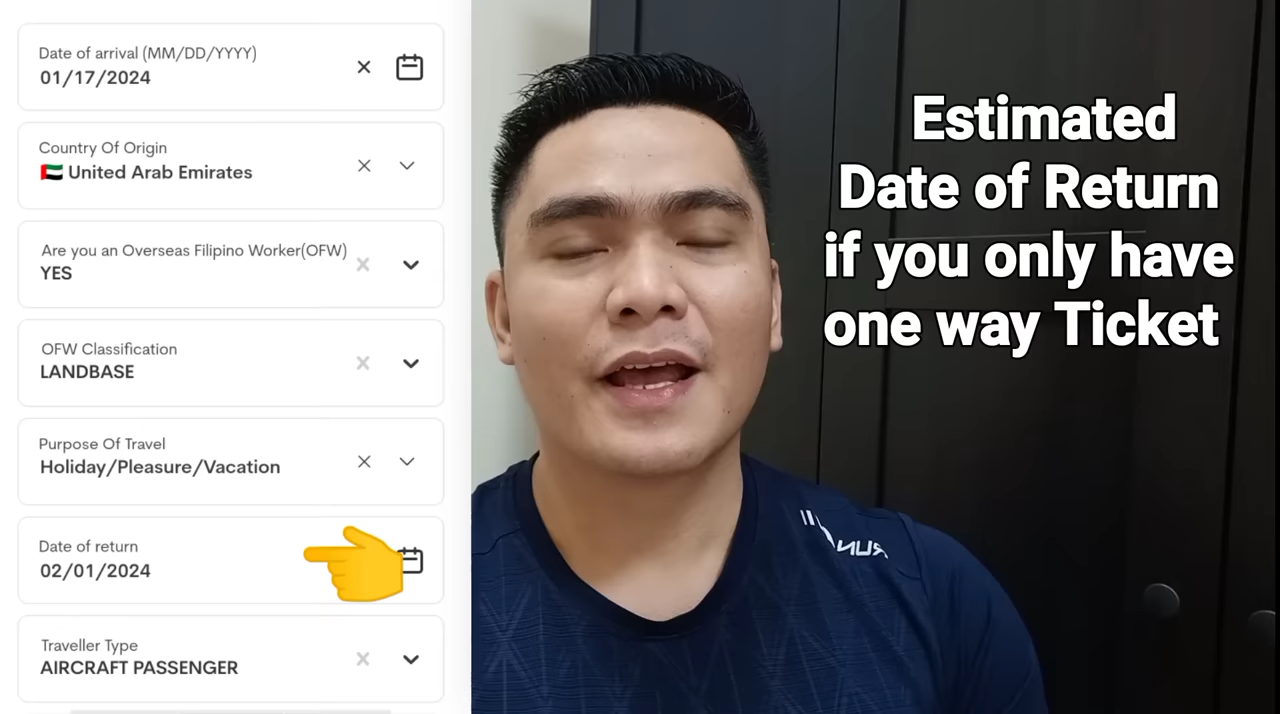 Date of arrival (MM/DD/YYYY)
01/17/2024
Country Of Origin
🇦🇪 United Arab Emirates
Are you an Overseas Filipino Worker(OFW)
YES
OFW Classification
LANDBASE
Purpose Of Travel
Holiday/Pleasure/Vacation
Date of return
02/01/2024
Traveller Type
AIRCRAFT PASSENGER
Estimated
Date of Return
if you only have
one way Ticket
RUN